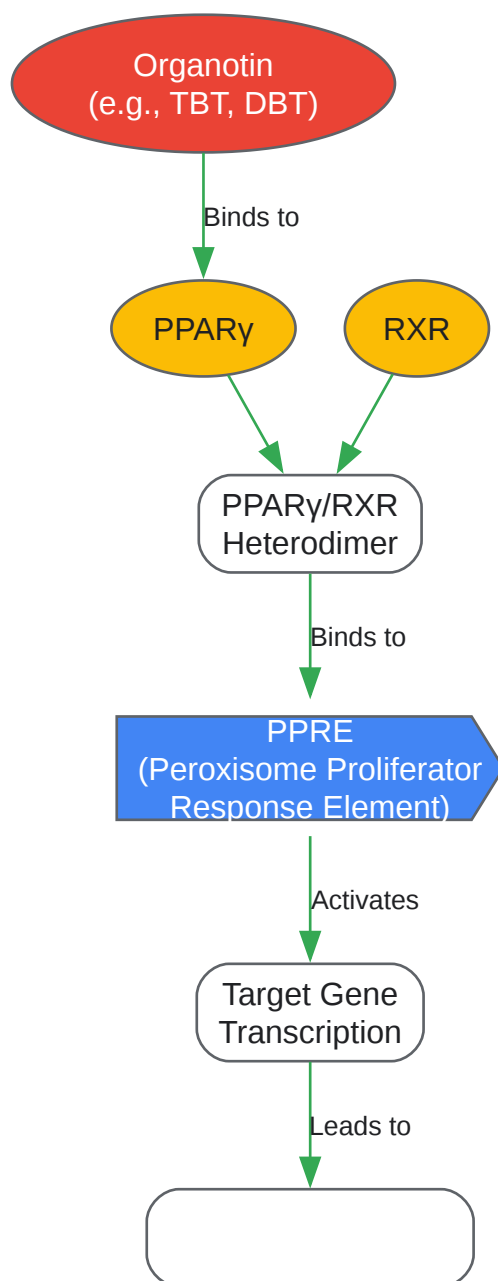 Organotin
(e.g., TBT, DBT)
Binds to
PPARγ
RXR
PPARγ/RXR
Heterodimer
Binds to
PPRE
(Peroxisome Proliferator
Response Element)
Activates
Target Gene
Transcription
Leads to